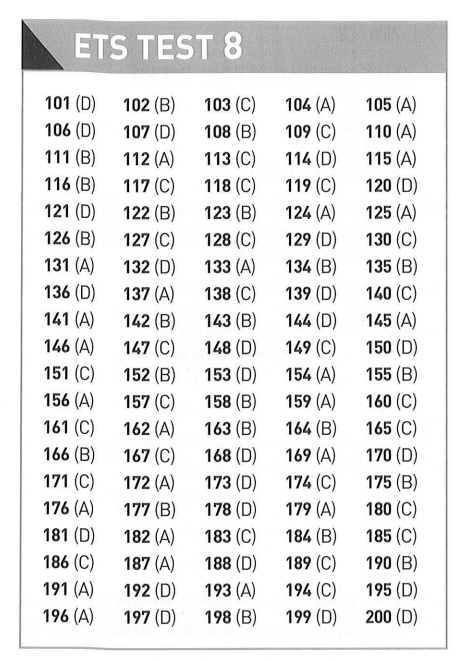 ETS TEST 8
101 (D) 102 (B) 103 (C) 104 (A) 105 (A)
106 (D) 107 (D) 108 (B) 109 (C) 110 (A)
111 (B) 112 (A) 113 (C) 114 (D) 115 (A)
116 (B) 117 (C) 118 (C) 119 (C) 120 (D)
121 (D) 122 (B) 123 (B) 124 (A) 125 (A)
126 (B) 127 (C) 128 (C) 129 (D) 130 (C)
131 (A) 132 (D) 133 (A) 134 (B) 135 (B)
136 (D) 137 (A) 138 (C) 139 (D) 140 (C)
141 (A) 142 (B) 143 (B) 144 (D) 145 (A)
146 (A) 147 (C) 148 (D) 149 (C) 150 (D)
151 (C) 152 (B) 153 (D) 154 (A) 155 (B)
156 (A) 157 (C) 158 (B) 159 (A) 160 (C)
161 (C) 162 (A) 163 (B) 164 (B) 165 (C)
166 (B) 167 (C) 168 (D) 169 (A) 170 (D)
171 (C) 172 (A) 173 (D) 174 (C) 175 (B)
176 (A) 177 (B) 178 (D) 179 (A) 180 (C)
181 (D) 182 (A) 183 (C) 184 (B) 185 (C)
186 (C) 187 (A) 188 (D) 189 (C) 190 (B)
191 (A) 192 (D) 193 (A) 194 (C) 195 (D)
196 (A) 197 (D) 198 (B) 199 (D) 200 (D)